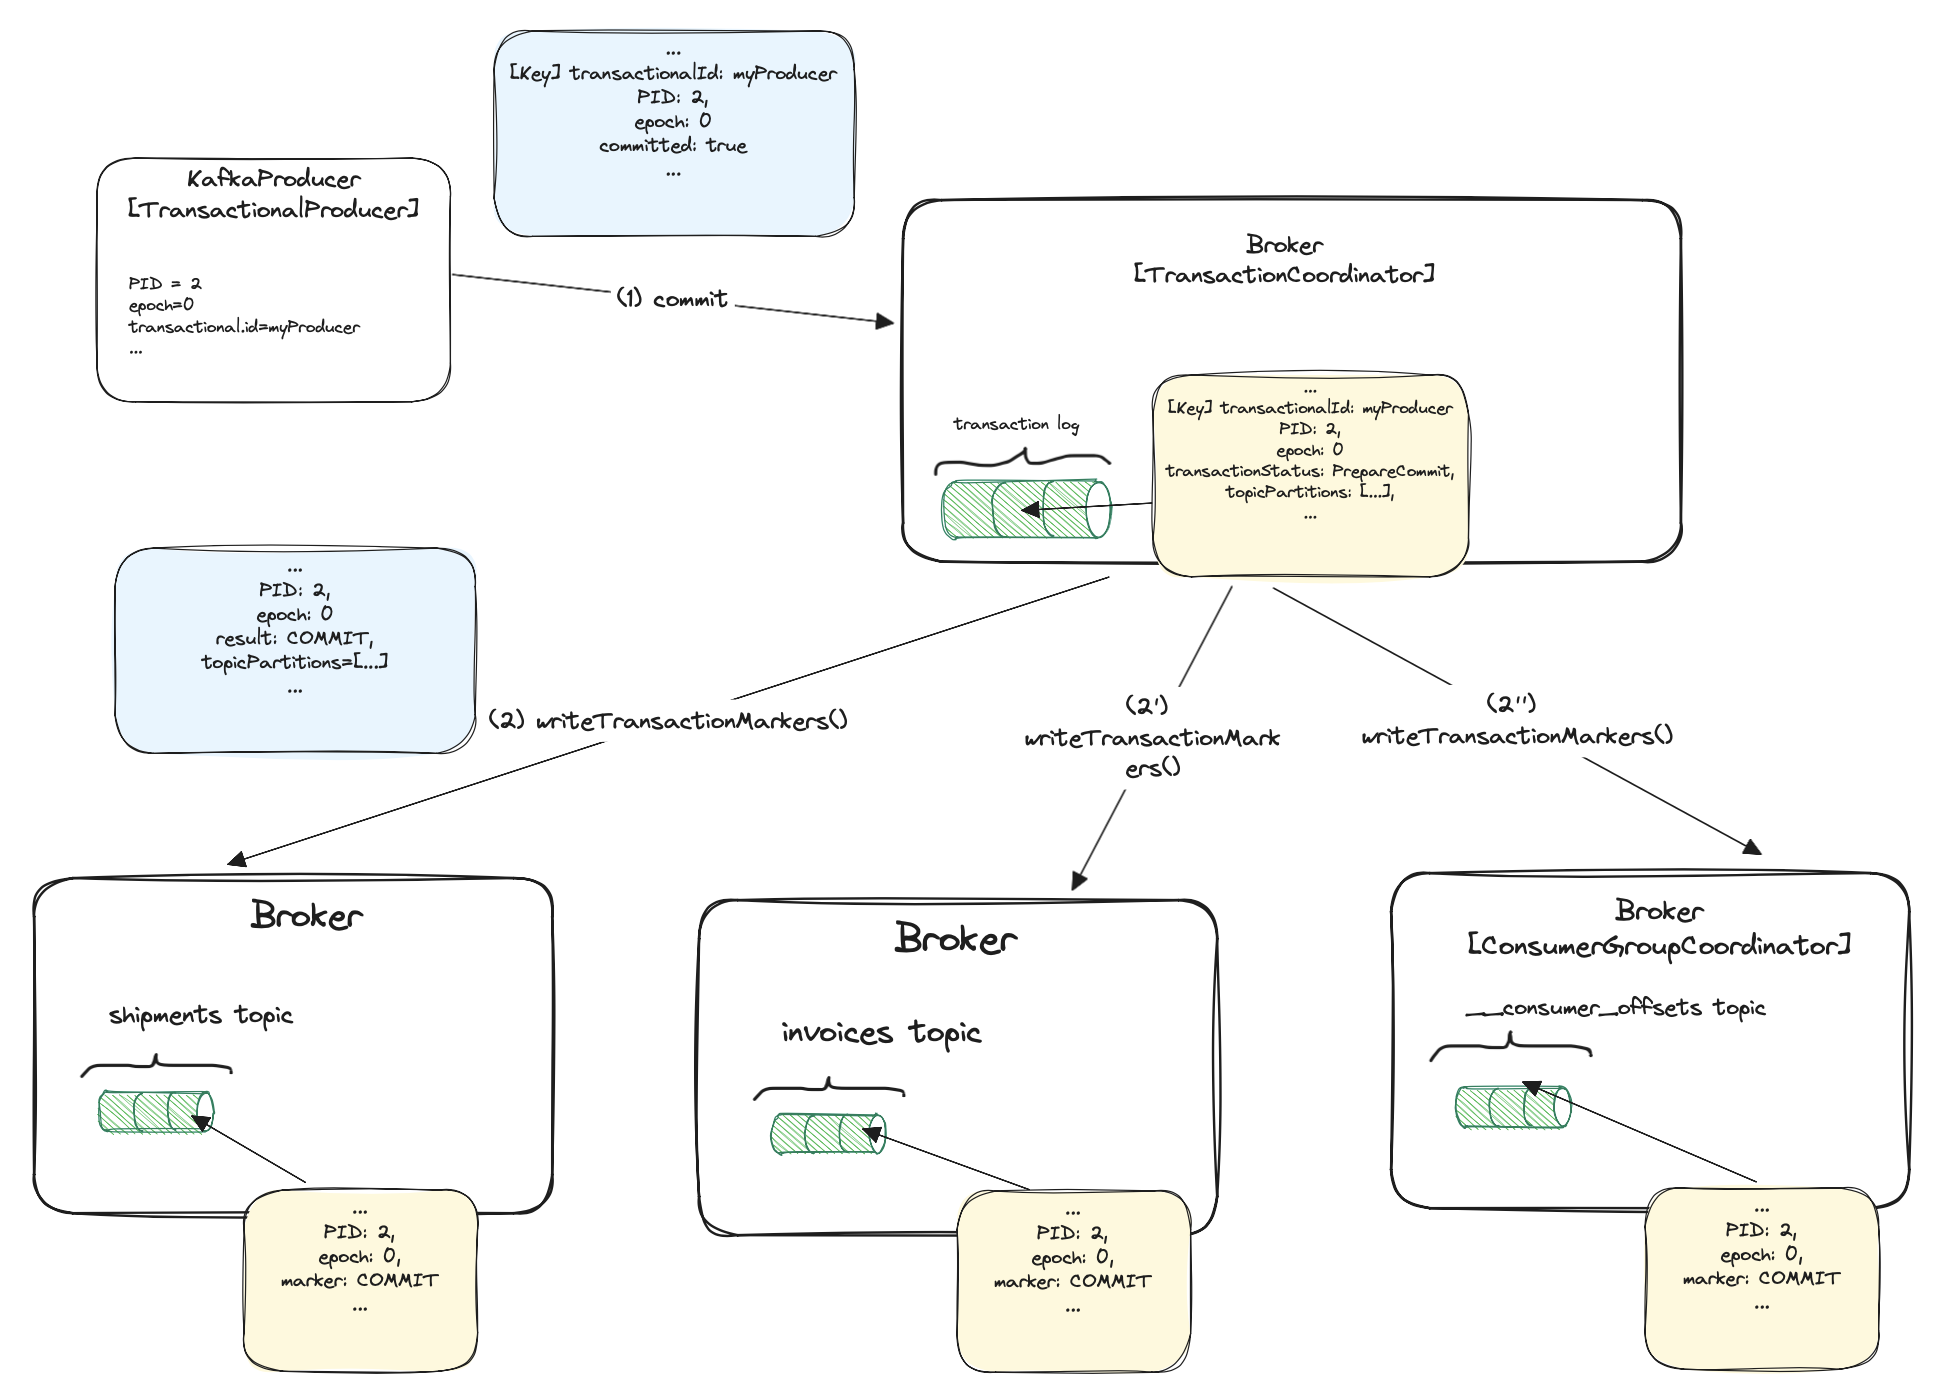 ...
[Key] transactionalId: myProducer
PID: 2,
epoch: 0
committed: true
...
KafkaProducer
[TransactionalProducer]
PID = 2
epoch=0
transactional.id=myProducer
...
(1) commit
Broker
[TransactionCoordinator]
transaction log
...
[Key] transactionalId: myProducer
PID: 2,
epoch: 0
transactionStatus: PrepareCommit,
topicPartitions: [...],
...
...
PID: 2,
epoch: 0
result: COMMIT,
topicPartitions=[...]
...
(2) writeTransactionMarkers()
(2')
writeTransactionMark
ers()
(2'')
writeTransactionMarkers()
Broker
shipments topic
...
PID: 2,
epoch: 0,
marker: COMMIT
...
Broker
invoices topic
...
PID: 2,
epoch: 0,
marker: COMMIT
...
Broker
[ConsumerGroupCoordinator]
__consumer_offsets topic
...
PID: 2,
epoch: 0,
marker: COMMIT
...